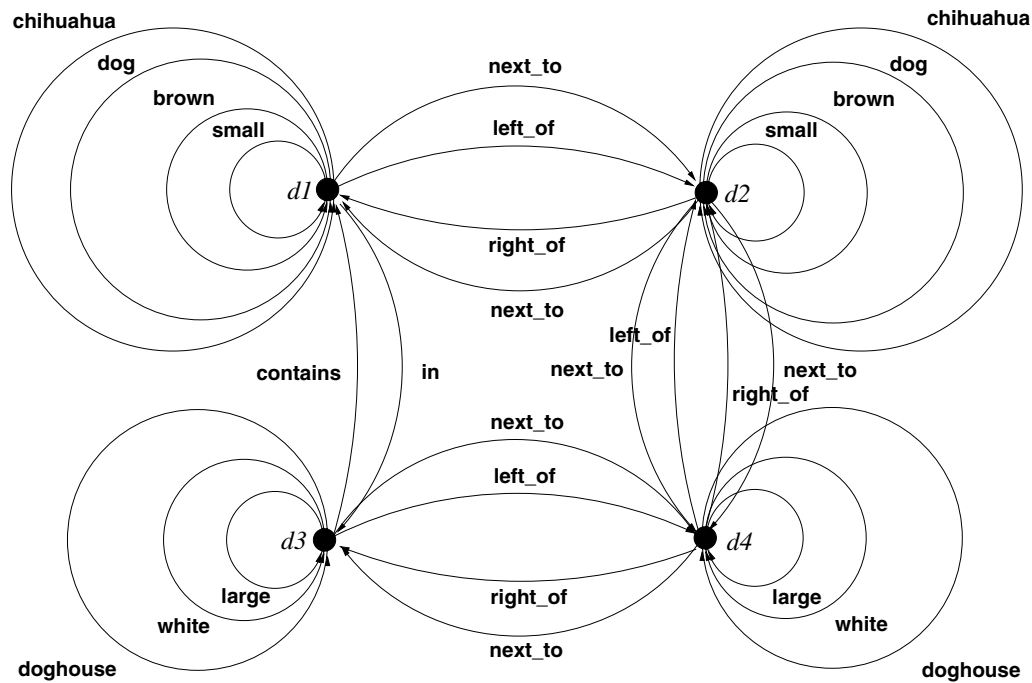 chihuahua
dog
brown
small
d1
next_to
left_of
right_of
next_to
chihuahua
dog
brown
small
d2
contains
in
left_of
next_to
next_to
right_of
next_to
left_of
right_of
next_to
d3
large
white
doghouse
d4
large
white
doghouse